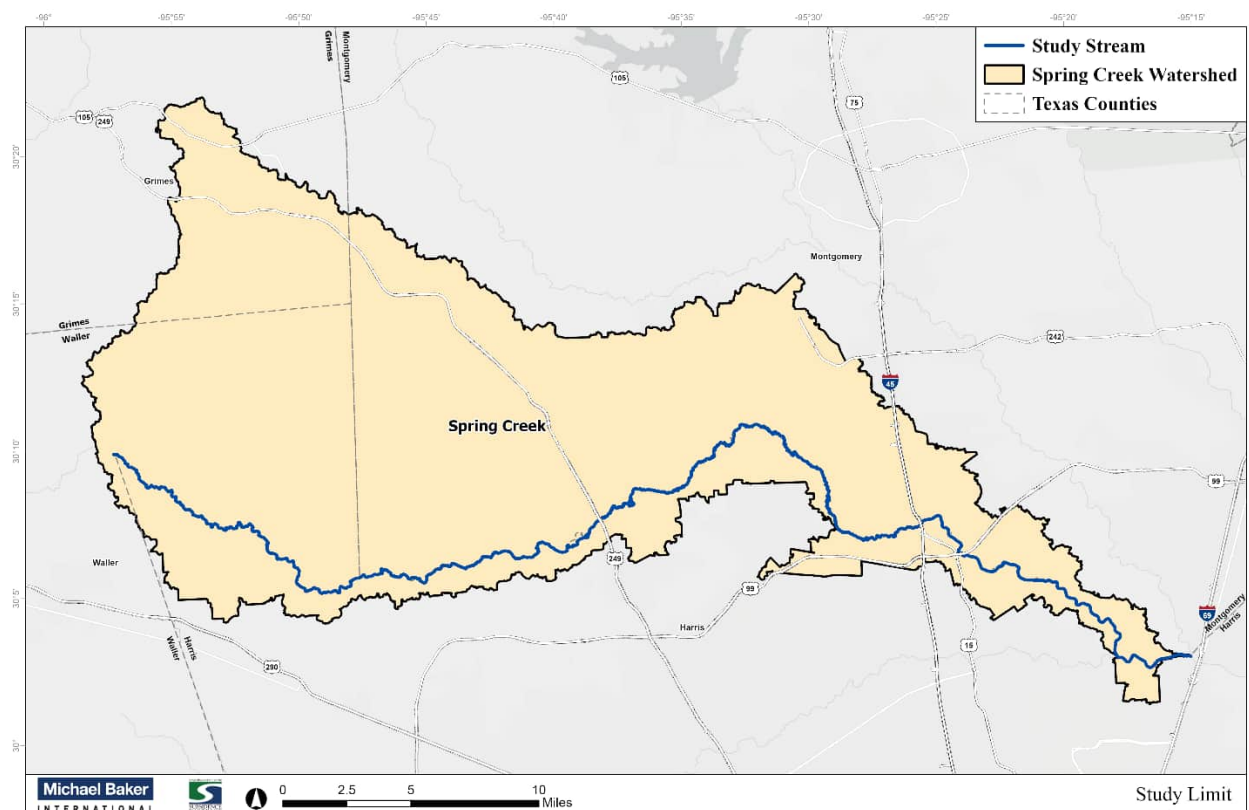 -96°
-95°55'
-95°50'
-95°45'
-95°40'
-95°35'
-95°30'
-95°25'
-95°20'
-95°15'
Study Stream
Spring Creek Watershed
Texas Counties
Grimes
Montgomery
105
75
105
249
30°20'
Grimes
Montgomery
30°15'
Grimes
Waller
242
45
Spring Creek
30°10'
99
249
Waller
99
30°5'
Harris
69
Montgomery
Harris
Harris
Waller
290
15
30°
Michael Baker
INTERNATIONAL
0
2.5
5
10
Miles
Study Limit